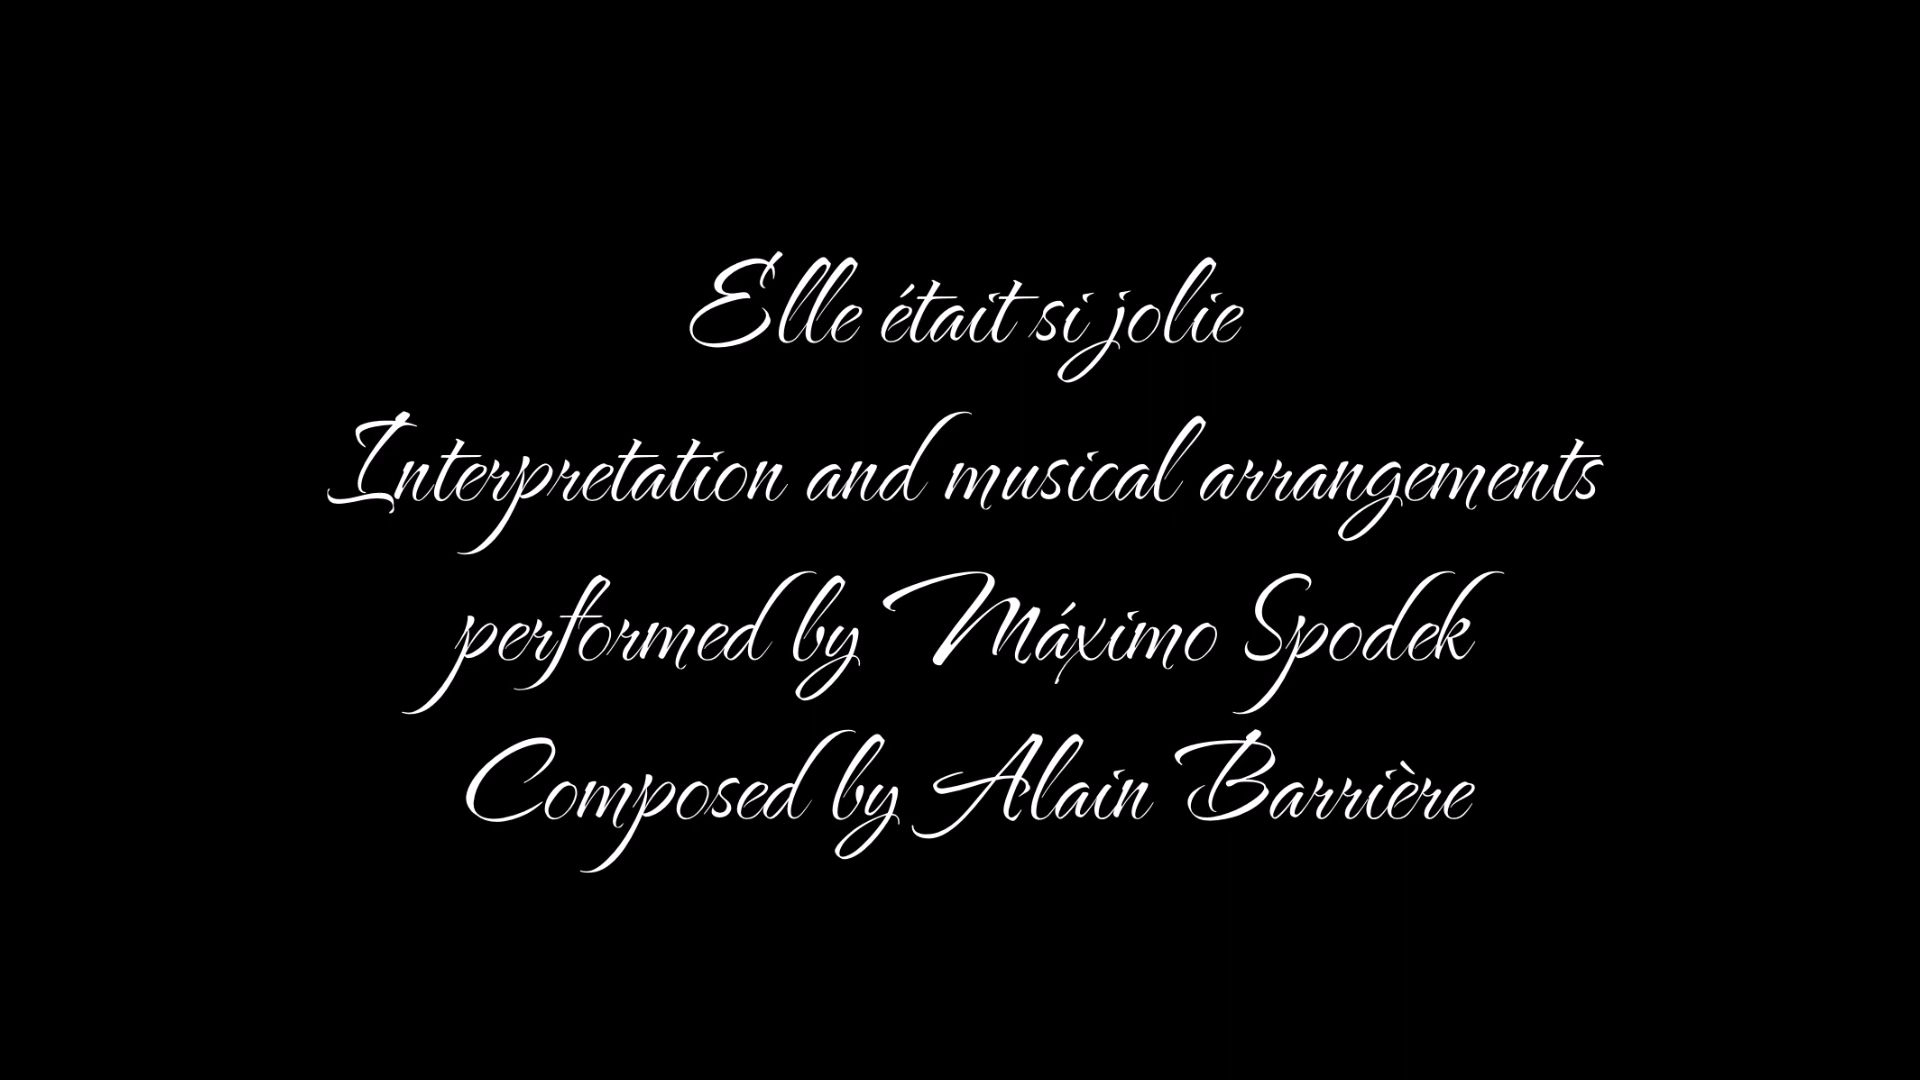 Elle était si jolie
Interpretation and musical arrangements
performed by Máximo Spodek
Composed by Alain Barrière